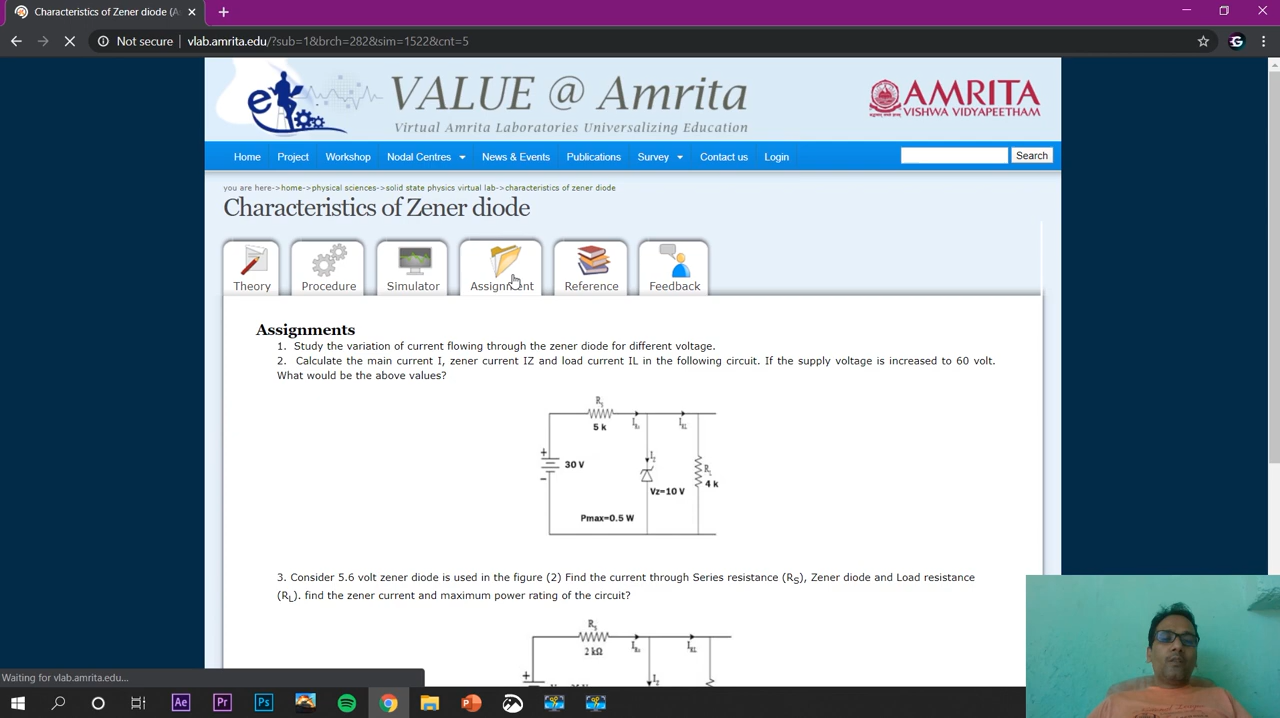 Characteristics of Zener diode (A
Not secure
vlab.amrita.edu/?sub=1&brch=282&sim=1522&cnt=5
VALUE @ Amrita
Virtual Amrita Laboratories Universalizing Education
AMRITA
VISHWA VIDYAPEETHAM
Home Project Workshop Nodal Centres News & Events Publications Survey Contact us Login Search
you are here->home->physical sciences->solid state physics virtual lab->characteristics of zener diode
Characteristics of Zener diode
Theory Procedure Simulator Assignment Reference Feedback
Assignments
1. Study the variation of current flowing through the zener diode for different voltage.
2. Calculate the main current I, zener current IZ and load current IL in the following circuit. If the supply voltage is increased to 60 volt.
What would be the above values?
Rs
5 k
+
30 V
-
Iz
Vz=10 V
RL
4 k
Pmax=0.5 W
3. Consider 5.6 volt zener diode is used in the figure (2) Find the current through Series resistance (RS), Zener diode and Load resistance
(RL). find the zener current and maximum power rating of the circuit?
Rs
2 kΩ
+
Iz
Waiting for vlab.amrita.edu...
Ae Pr Ps